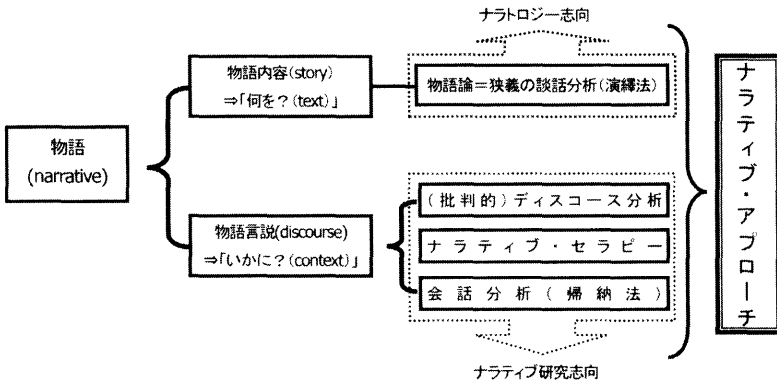 ナラトロジー志向
物語内容(story)
⇒「何を？(text)」
物語論＝狭義の談話分析(演繹法)
物語
(narrative)
(批判的)ディスコース分析
物語言説(discourse)
⇒「いかに？(context)」
ナラティブ・セラピー
会話分析(帰納法)
ナラティブ研究志向
ナラティブ・アプローチ